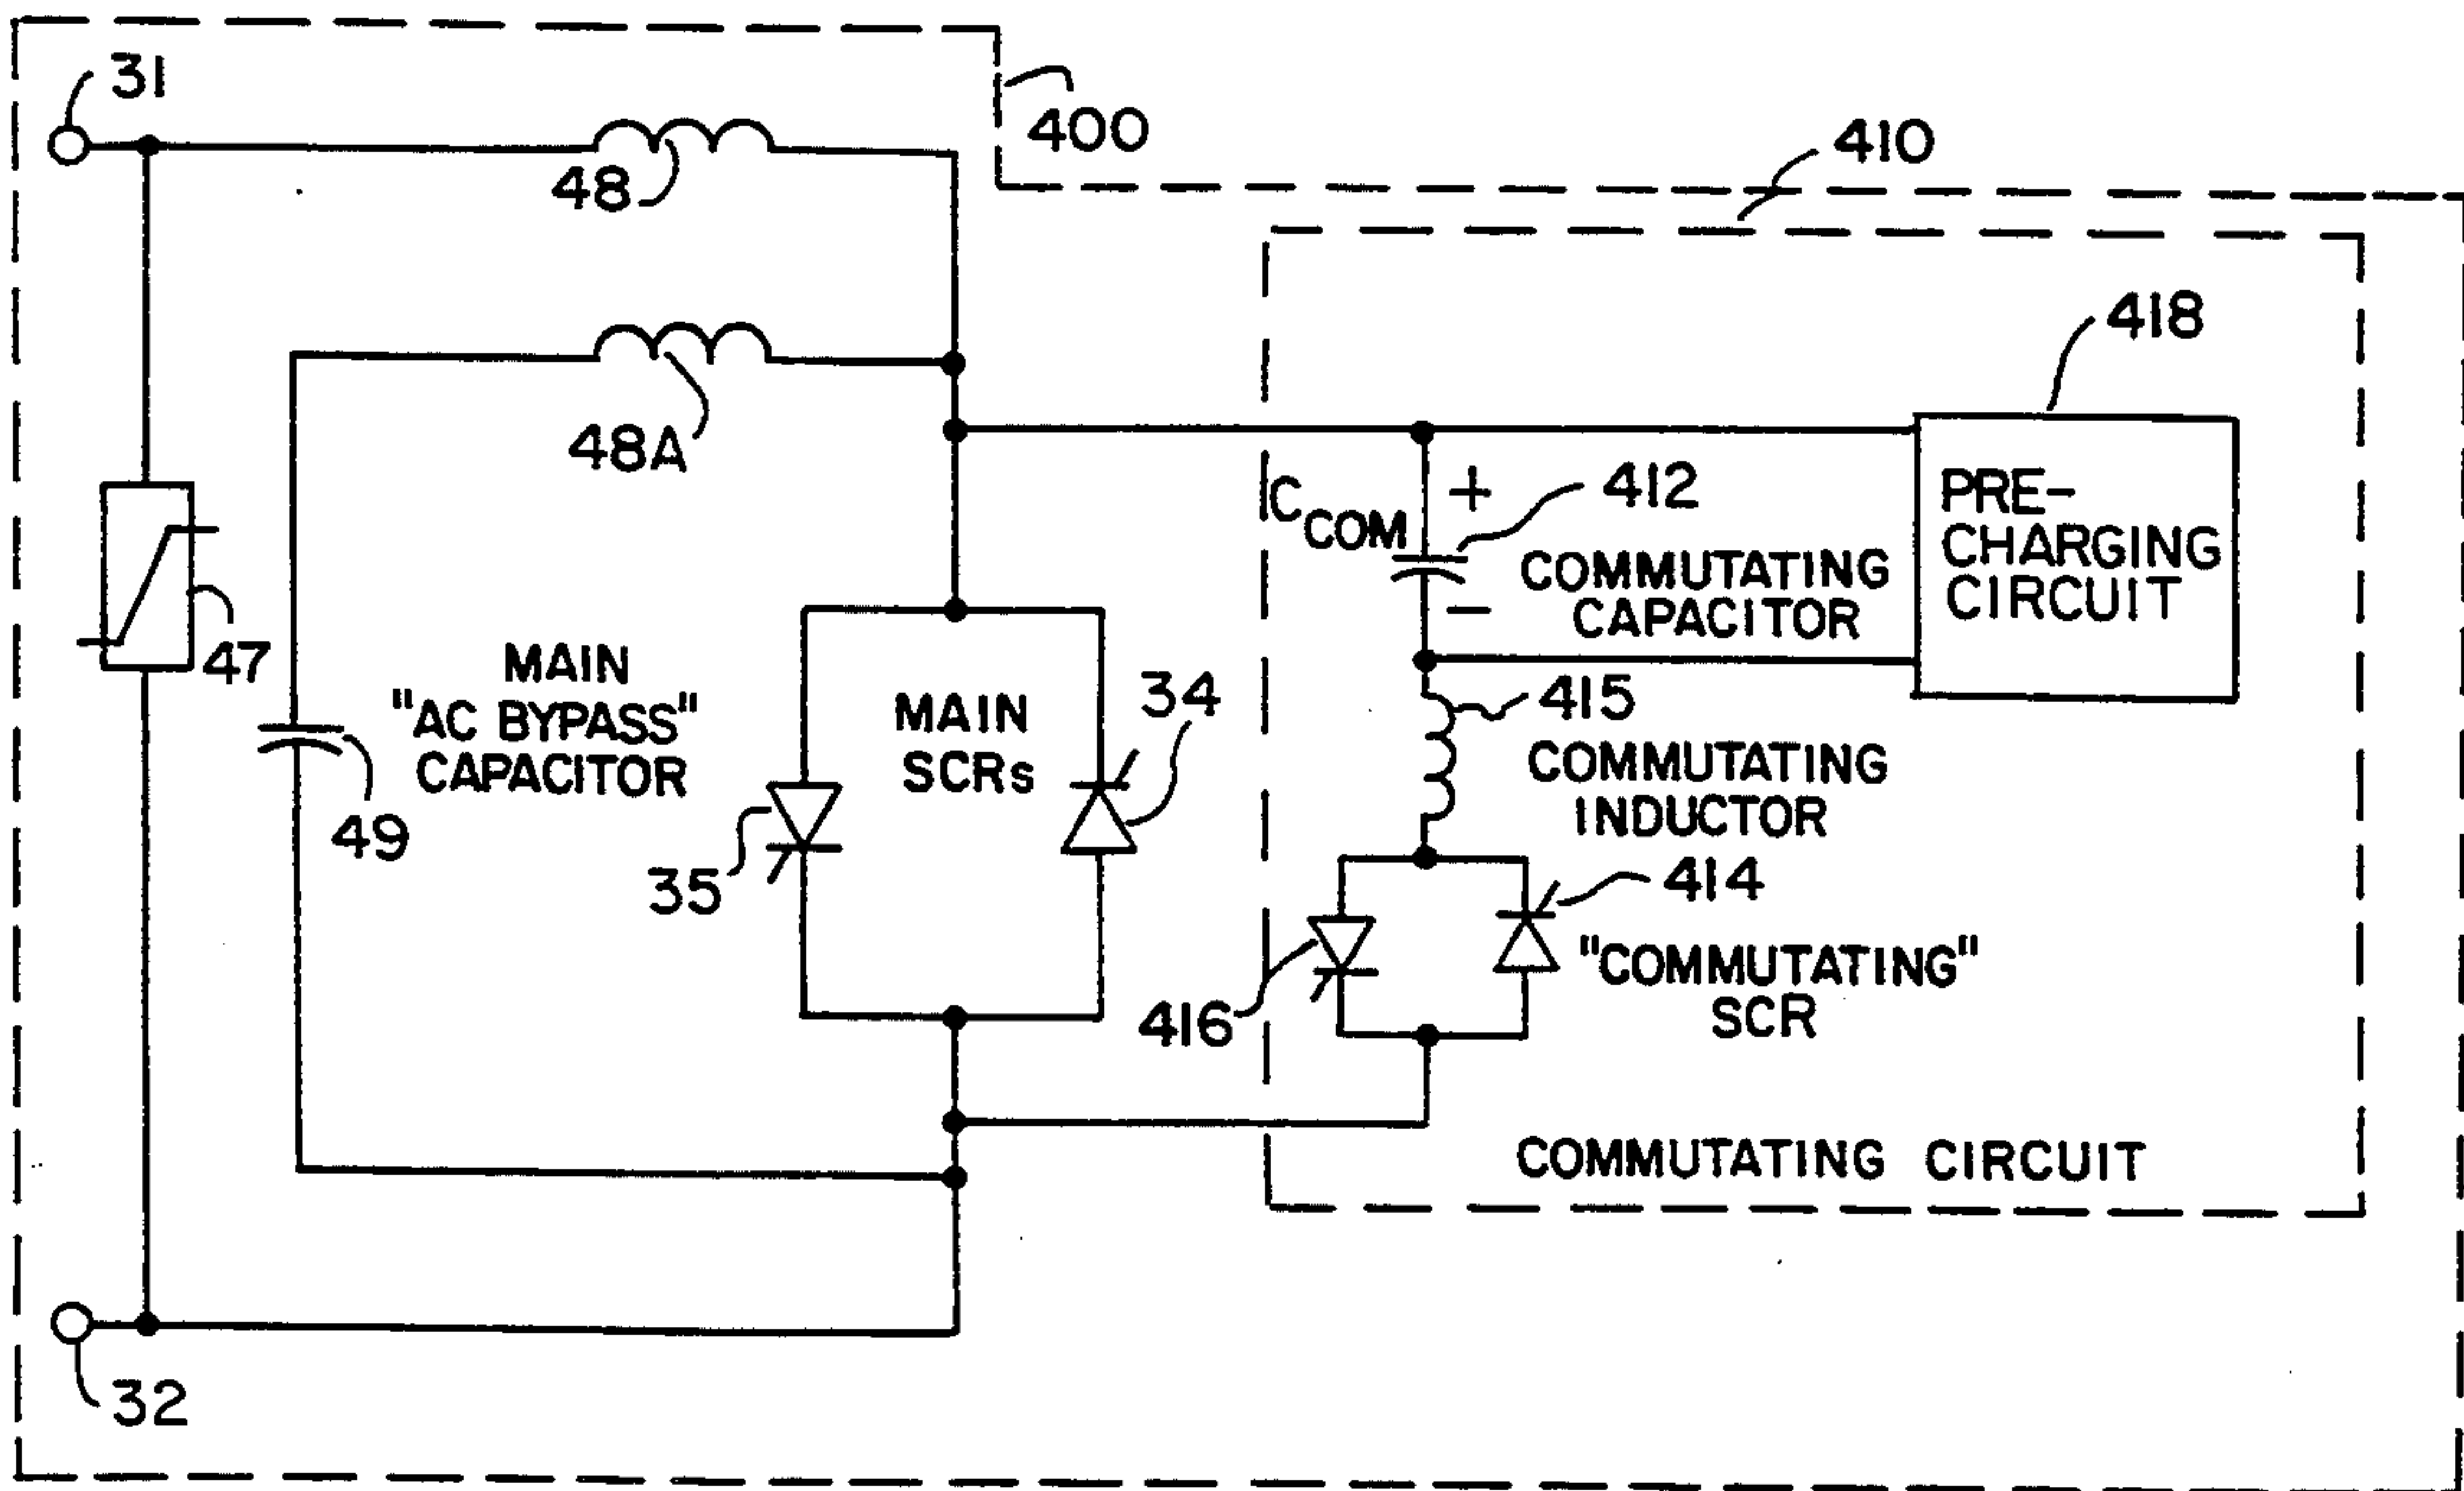 31
400
410
48
418
48A
C COM
+
412
PRE-
CHARGING
CIRCUIT
COMMUTATING
CAPACITOR
−
47
MAIN
"AC BYPASS"
CAPACITOR
MAIN
SCRs
34
415
COMMUTATING
INDUCTOR
49
35
414
"COMMUTATING"
SCR
416
COMMUTATING CIRCUIT
32